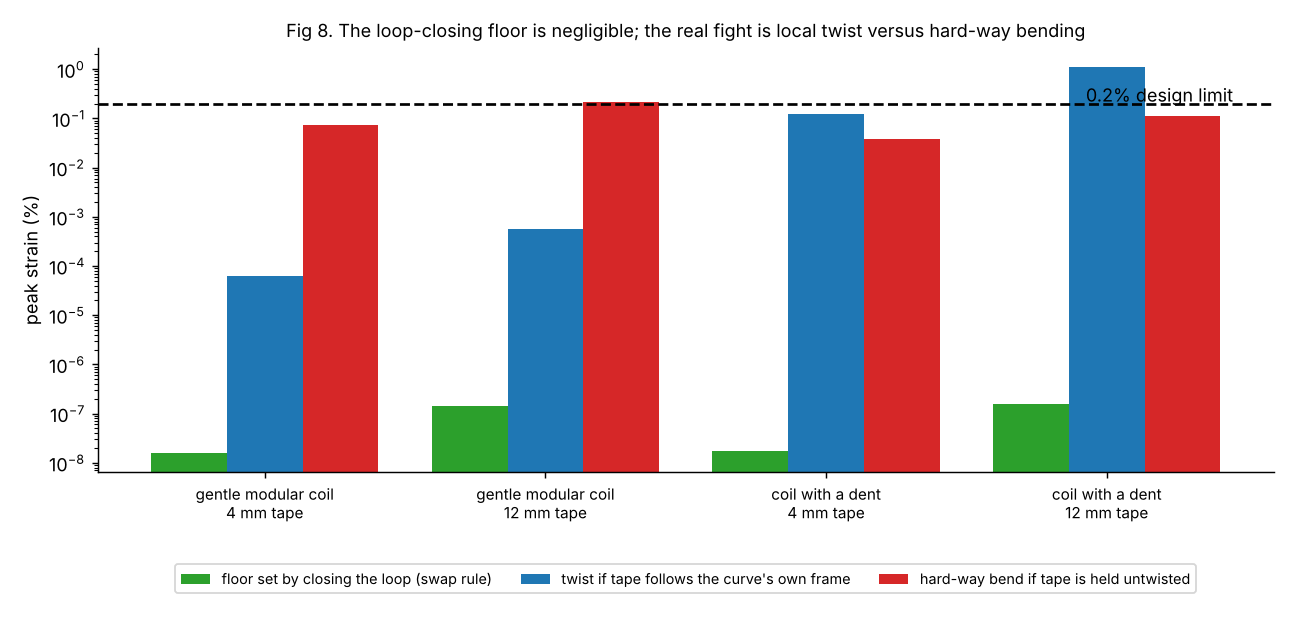 Fig 8. The loop-closing floor is negligible; the real fight is local twist versus hard-way bending
peak strain (%)
10⁰
10⁻¹
10⁻²
10⁻³
10⁻⁴
10⁻⁵
10⁻⁶
10⁻⁷
10⁻⁸
0.2% design limit
gentle modular coil
4 mm tape
gentle modular coil
12 mm tape
coil with a dent
4 mm tape
coil with a dent
12 mm tape
floor set by closing the loop (swap rule)
twist if tape follows the curve's own frame
hard-way bend if tape is held untwisted